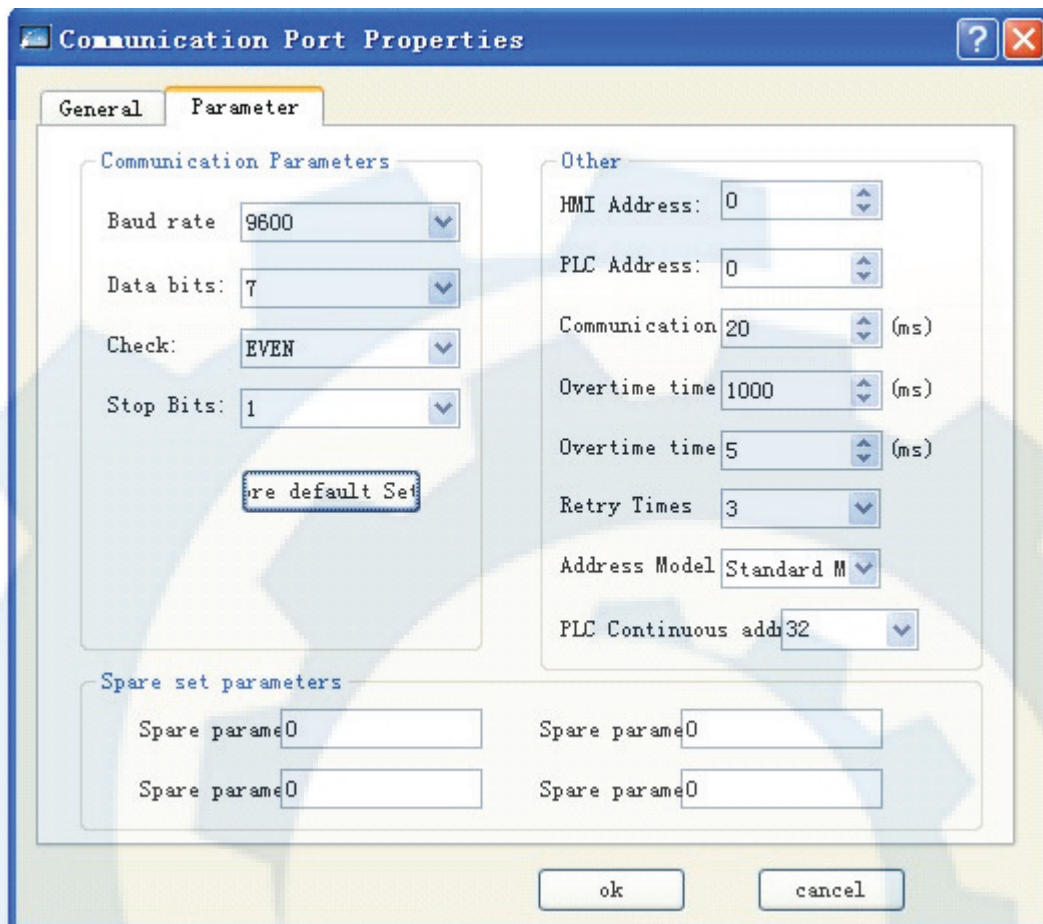 Communication Port Properties
General
Parameter
Communication Parameters
Baud rate 9600
Data bits: 7
Check: EVEN
Stop Bits: 1
ore default Set
Other
HMI Address: 0
PLC Address: 0
Communication 20 (ms)
Overtime time 1000 (ms)
Overtime time 5 (ms)
Retry Times 3
Address Model Standard M
PLC Continuous addr 32
Spare set parameters
Spare parame 0
Spare parame 0
Spare parame 0
Spare parame 0
ok
cancel